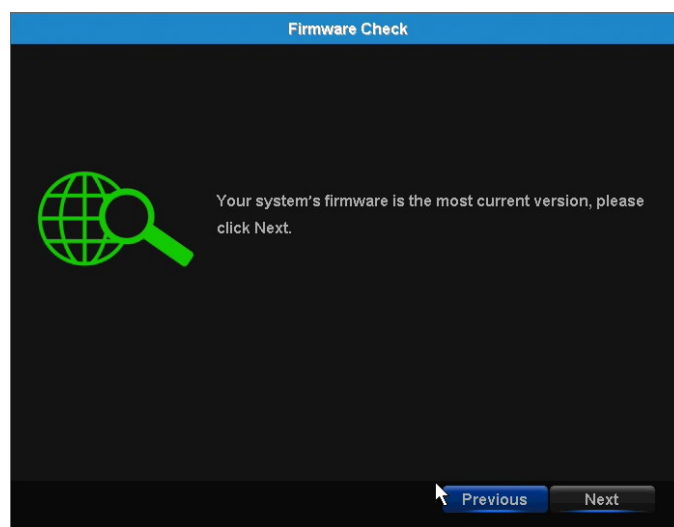 Firmware Check
Your system's firmware is the most current version, please
click Next.
Previous
Next